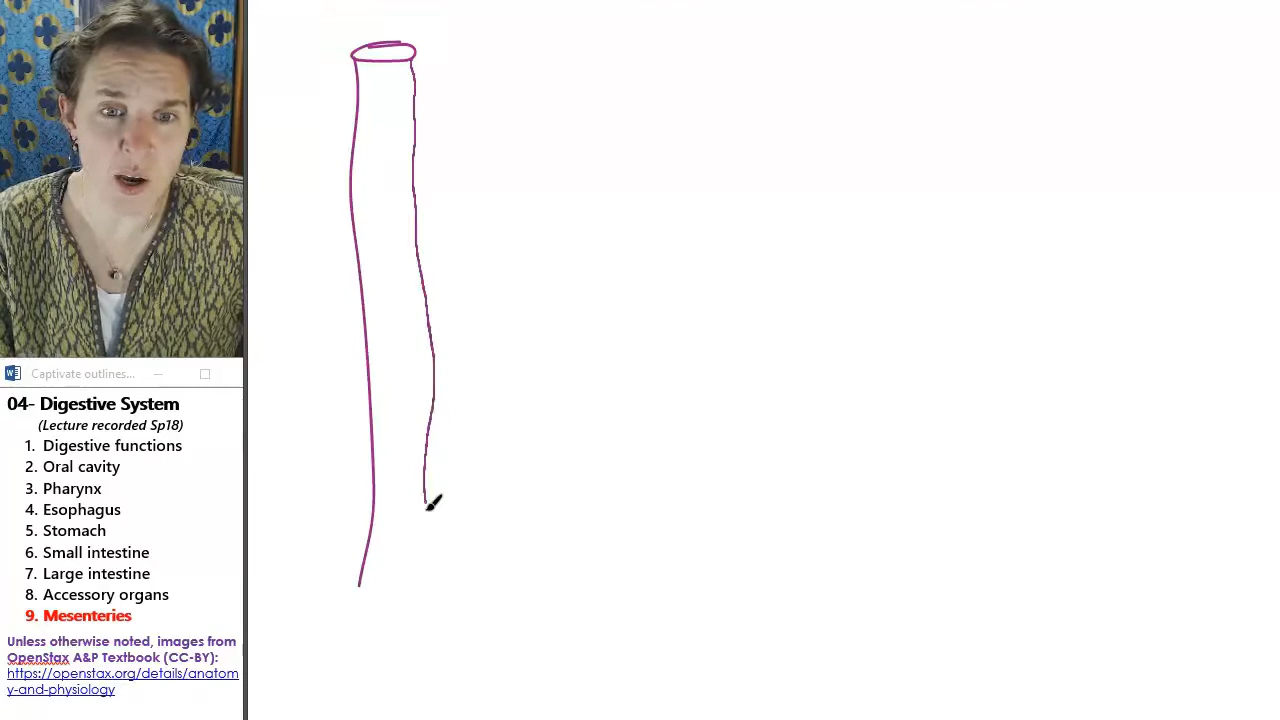 Captivate outlines...
04- Digestive System
(Lecture recorded Sp18)
1. Digestive functions
2. Oral cavity
3. Pharynx
4. Esophagus
5. Stomach
6. Small intestine
7. Large intestine
8. Accessory organs
9. Mesenteries
Unless otherwise noted, images from
OpenStax A&P Textbook (CC-BY):
https://openstax.org/details/anatom
y-and-physiology